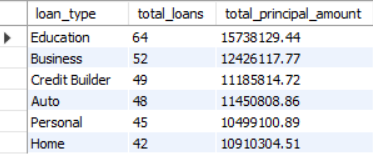 loan_type total_loans total_principal_amount
Education 64 15738129.44
Business 52 12426117.77
Credit Builder 49 11185814.72
Auto 48 11450808.86
Personal 45 10499100.89
Home 42 10910304.51